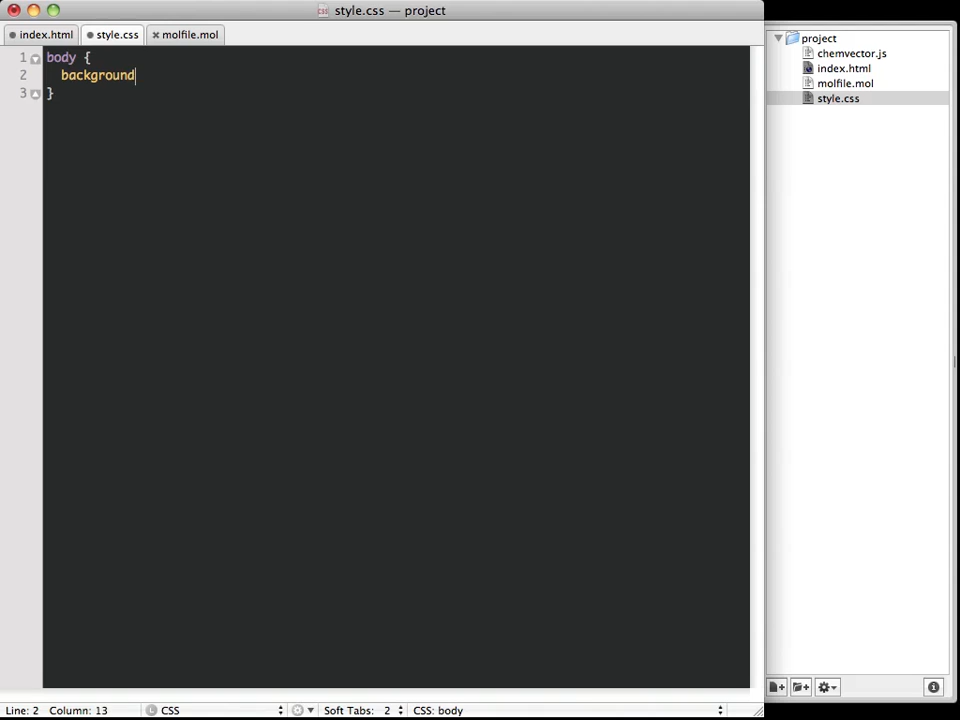 style.css — project
index.html
style.css
molfile.mol
1 body {
2 background
3 }
project
chemvector.js
index.html
molfile.mol
style.css
Line: 2 Column: 13
L CSS
Soft Tabs: 2
CSS: body